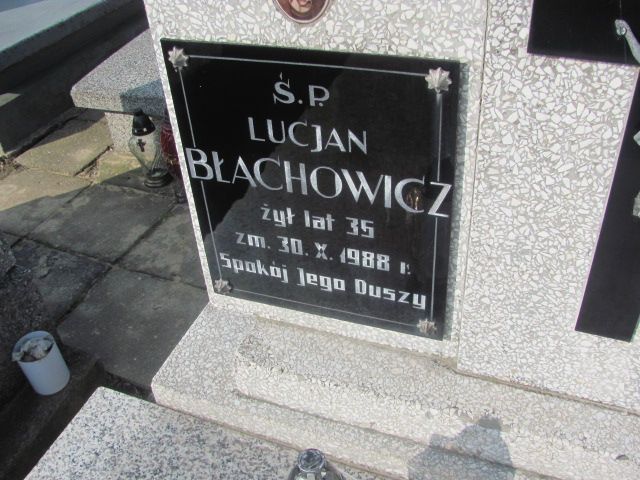 Ś.P.
LUCJAN
BŁACHOWICZ
żył lat 35
zm. 30. X. 1988 r.
Spokój Jego Duszy